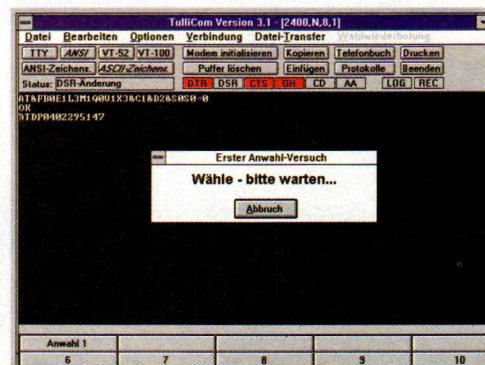 TulliCom Version 3.1 - [2400,N,8,1]
Datei Bearbeiten Optionen Verbindung Datei-Transfer Wahlwiederholung
TTY ANSI VT-52 VT-100 Modem initialisieren Kopieren Telefonbuch Drucken
ANSI-Zeichens. ASCII-Zeichens. Puffer löschen Einfügen Protokolle Beenden
Status: DSR-Änderung DTR DSR CTS OH CD AA LOG REC
AT&FB0E1L3M1Q0V1X3&C1&D2&S0S0=0
OK
ATDP0402295147
Erster Anwahl-Versuch
Wähle - bitte warten...
Abbruch
Anwahl 1
6 7 8 9 10